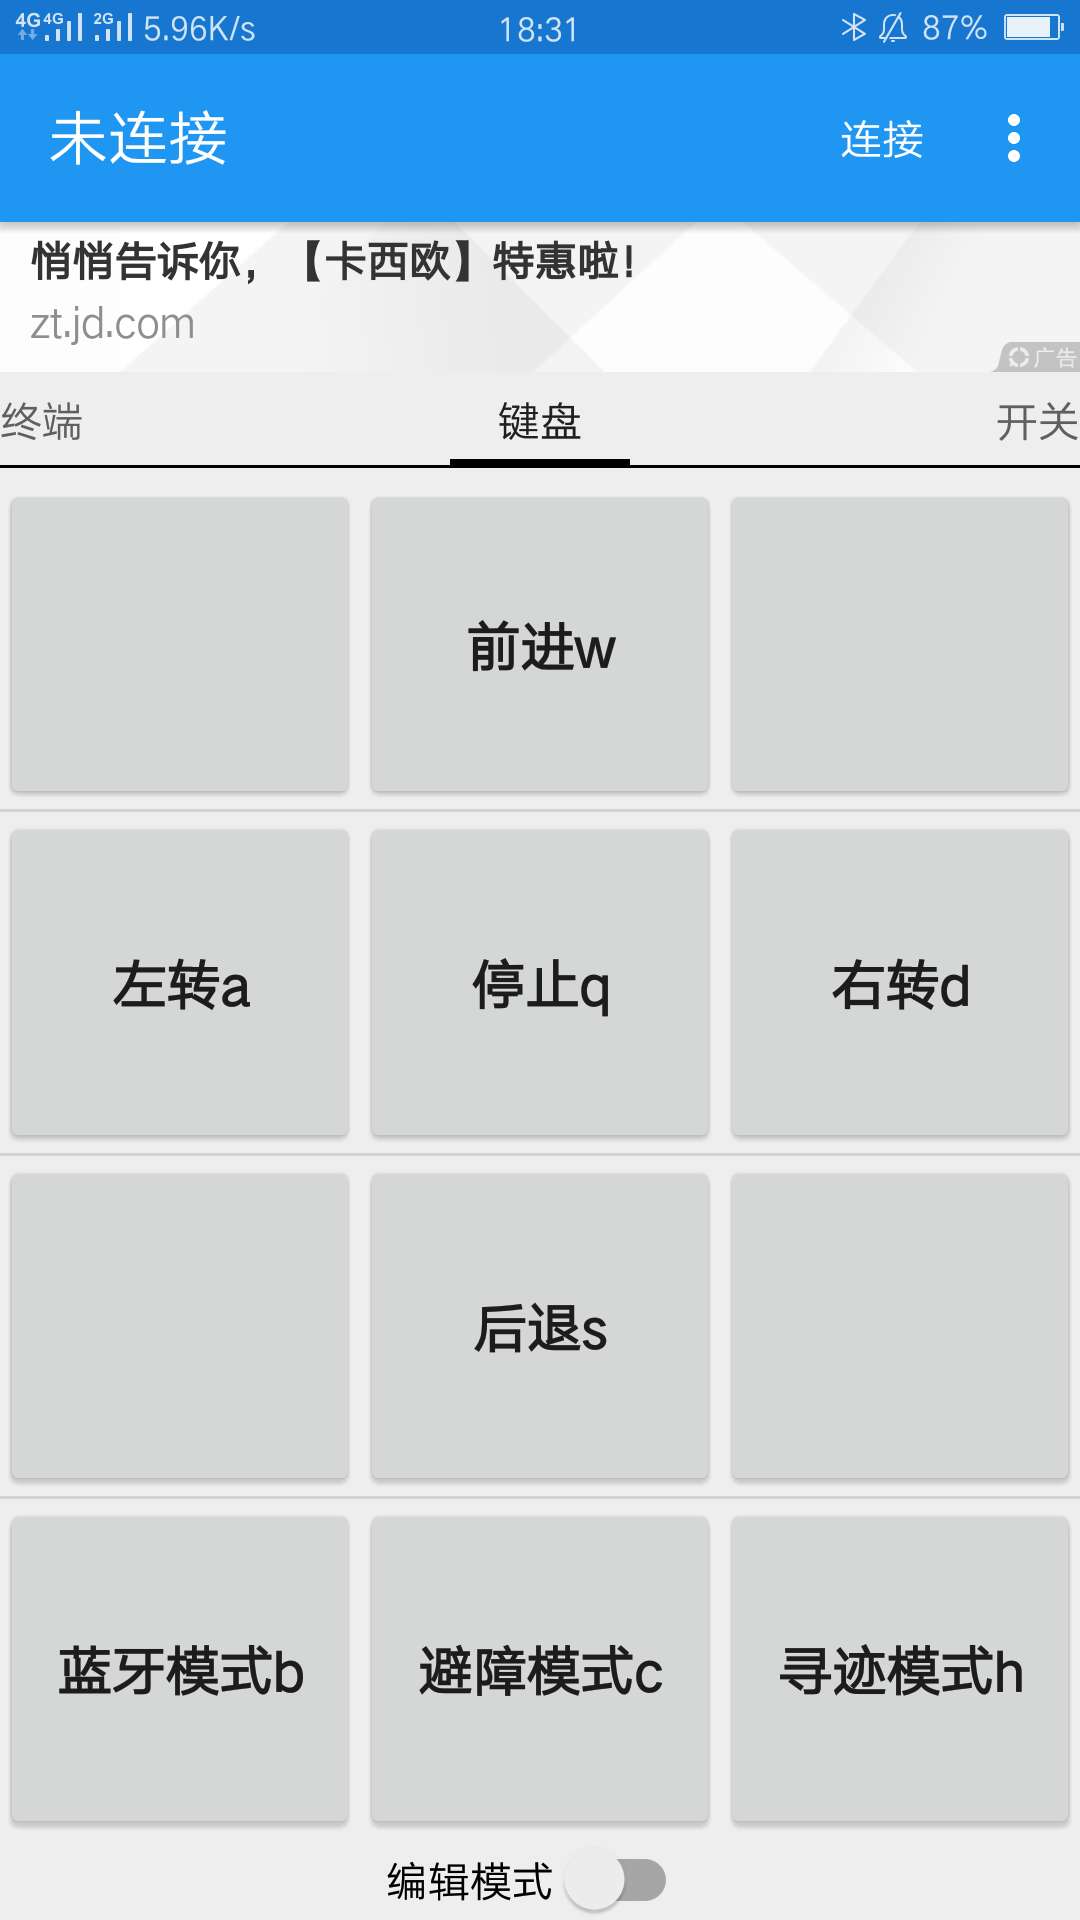 4G 4G 2G 5.96K/s 18:31 87%
未连接 连接
悄悄告诉你，【卡西欧】特惠啦！
zt.jd.com
广告
终端 键盘 开关
前进w
左转a 停止q 右转d
后退s
蓝牙模式b 避障模式c 寻迹模式h
编辑模式